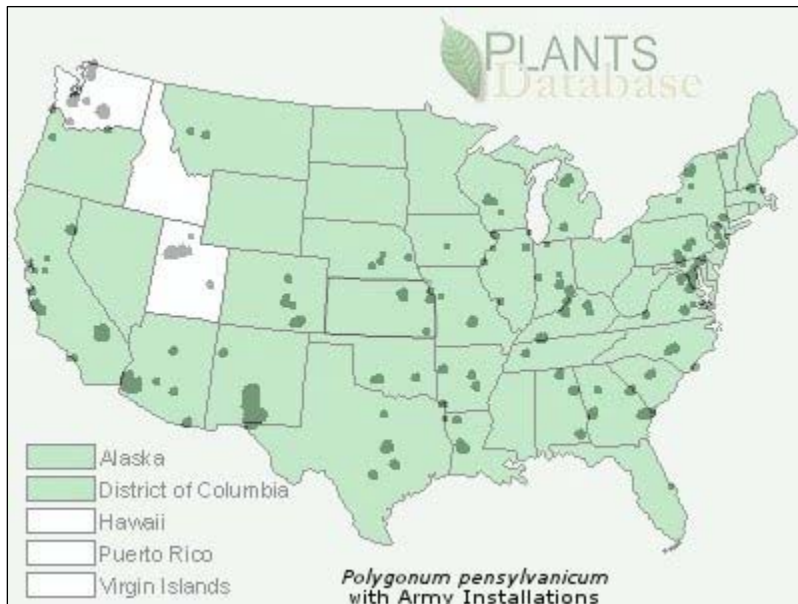 PLANTS
Database
Alaska
District of Columbia
Hawaii
Puerto Rico
Virgin Islands
Polygonum pensylvanicum
with Army Installations